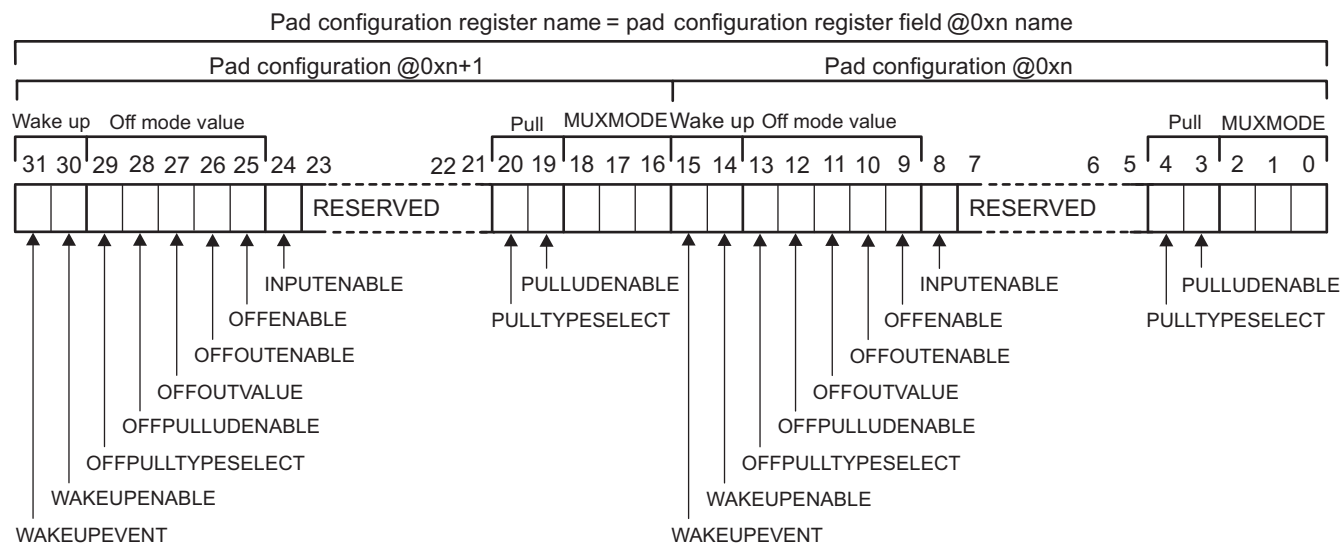 Pad configuration register name = pad configuration register field @0xn name
Pad configuration @0xn+1 Pad configuration @0xn
Wake up Off mode value Pull MUXMODE Wake up Off mode value Pull MUXMODE
31 30 29 28 27 26 25 24 23 22 21 20 19 18 17 16 15 14 13 12 11 10 9 8 7 6 5 4 3 2 1 0
RESERVED RESERVED
INPUTENABLE PULLUDENABLE INPUTENABLE PULLUDENABLE
OFFENABLE PULLTYPESELECT OFFENABLE PULLTYPESELECT
OFFOUTENABLE OFFOUTENABLE
OFFOUTVALUE OFFOUTVALUE
OFFPULLUDENABLE OFFPULLUDENABLE
OFFPULLTYPESELECT OFFPULLTYPESELECT
WAKEUPENABLE WAKEUPENABLE
WAKEUPEVENT WAKEUPEVENT